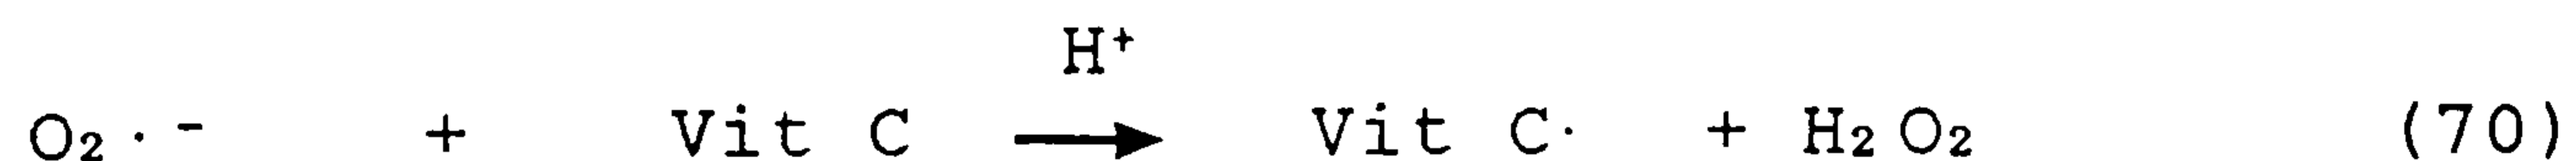 H⁺
O₂·⁻ + Vit C → Vit C· + H₂O₂ (70)